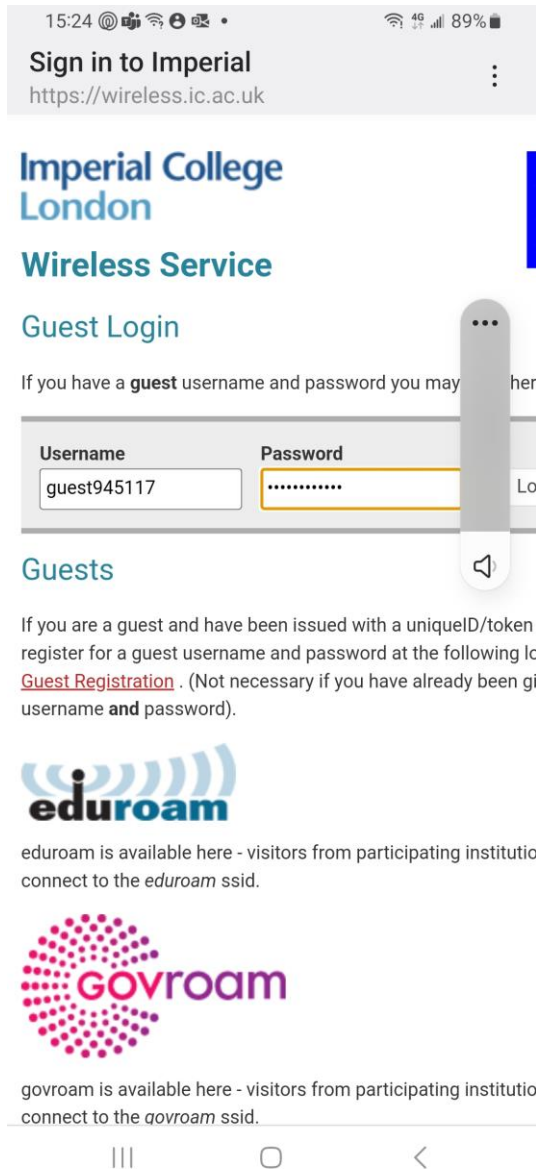 15:24 4G 89%
Sign in to Imperial
https://wireless.ic.ac.uk
Imperial College
London
Wireless Service
Guest Login
If you have a guest username and password you may her
Username Password
guest945117 ••••••••••••
Lo
Guests
If you are a guest and have been issued with a uniqueID/token
register for a guest username and password at the following lo
Guest Registration . (Not necessary if you have already been gi
username and password).
eduroam
eduroam is available here - visitors from participating institutio
connect to the eduroam ssid.
GOVroam
govroam is available here - visitors from participating institutio
connect to the govroam ssid.